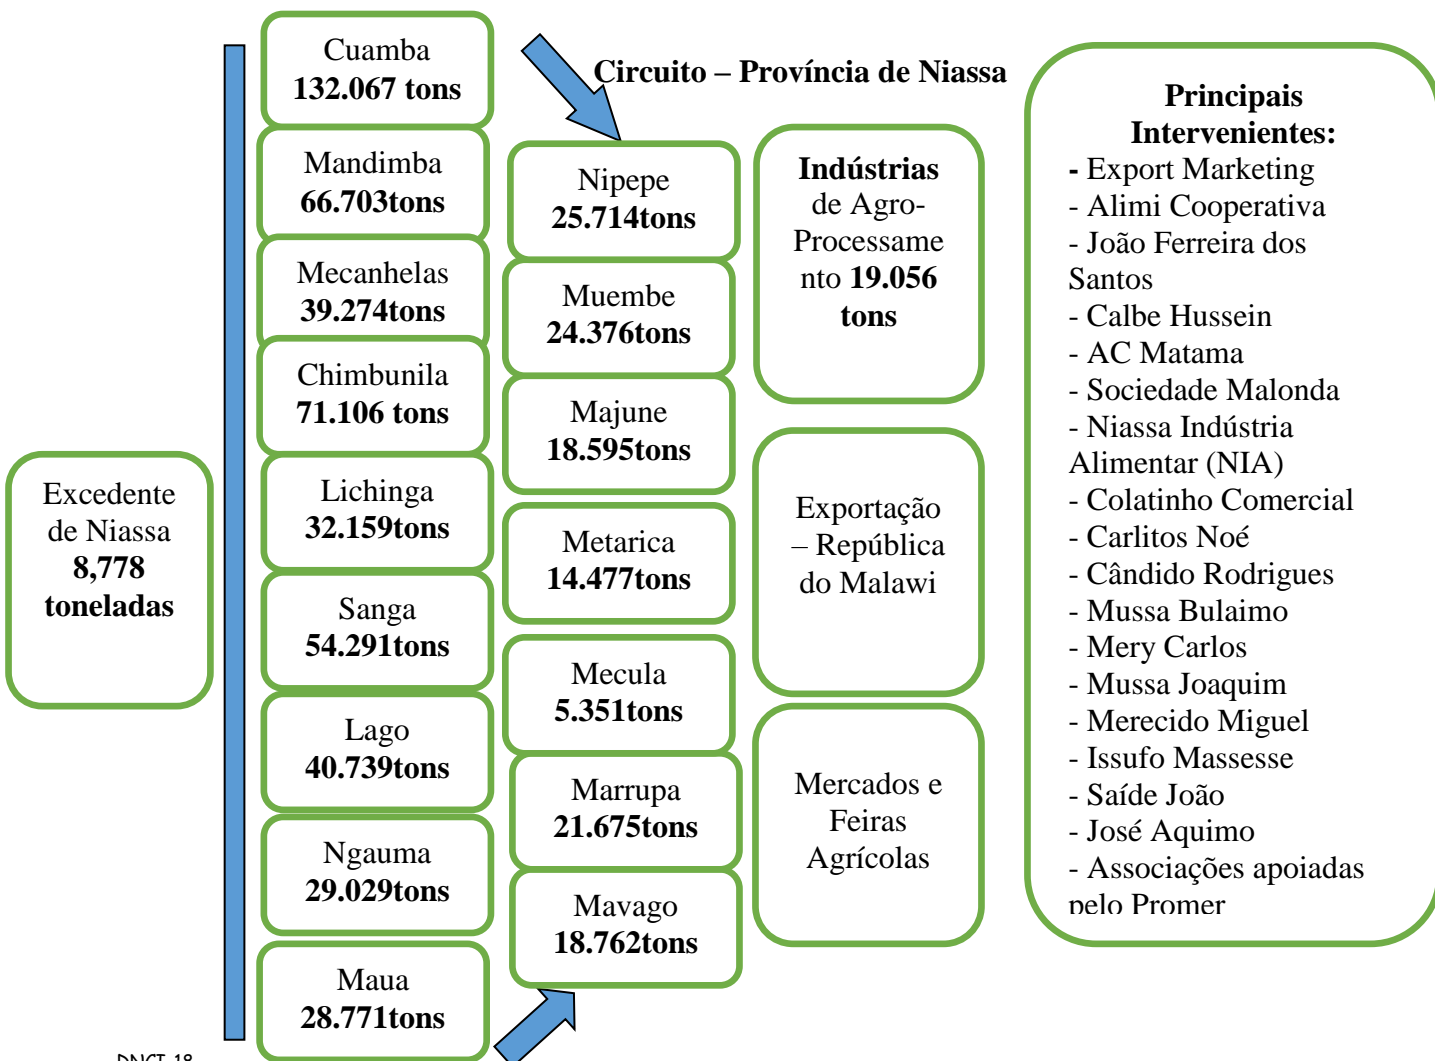 Circuito – Província de Niassa
Excedente
de Niassa
8,778
toneladas
Cuamba
132.067 tons
Mandimba
66.703tons
Mecanhelas
39.274tons
Chimbunila
71.106 tons
Lichinga
32.159tons
Sanga
54.291tons
Lago
40.739tons
Ngauma
29.029tons
Maua
28.771tons
Nipepe
25.714tons
Muembe
24.376tons
Majune
18.595tons
Metarica
14.477tons
Mecula
5.351tons
Marrupa
21.675tons
Mavago
18.762tons
Indústrias
de Agro-
Processame
nto 19.056
tons
Exportação
– República
do Malawi
Mercados e
Feiras
Agrícolas
Principais
Intervenientes:
- Export Marketing
- Alimi Cooperativa
- João Ferreira dos
Santos
- Calbe Hussein
- AC Matama
- Sociedade Malonda
- Niassa Indústria
Alimentar (NIA)
- Colatinho Comercial
- Carlitos Noé
- Cândido Rodrigues
- Mussa Bulaimo
- Mery Carlos
- Mussa Joaquim
- Merecido Miguel
- Issufo Massesse
- Saíde João
- José Aquimo
- Associações apoiadas
pelo Promer